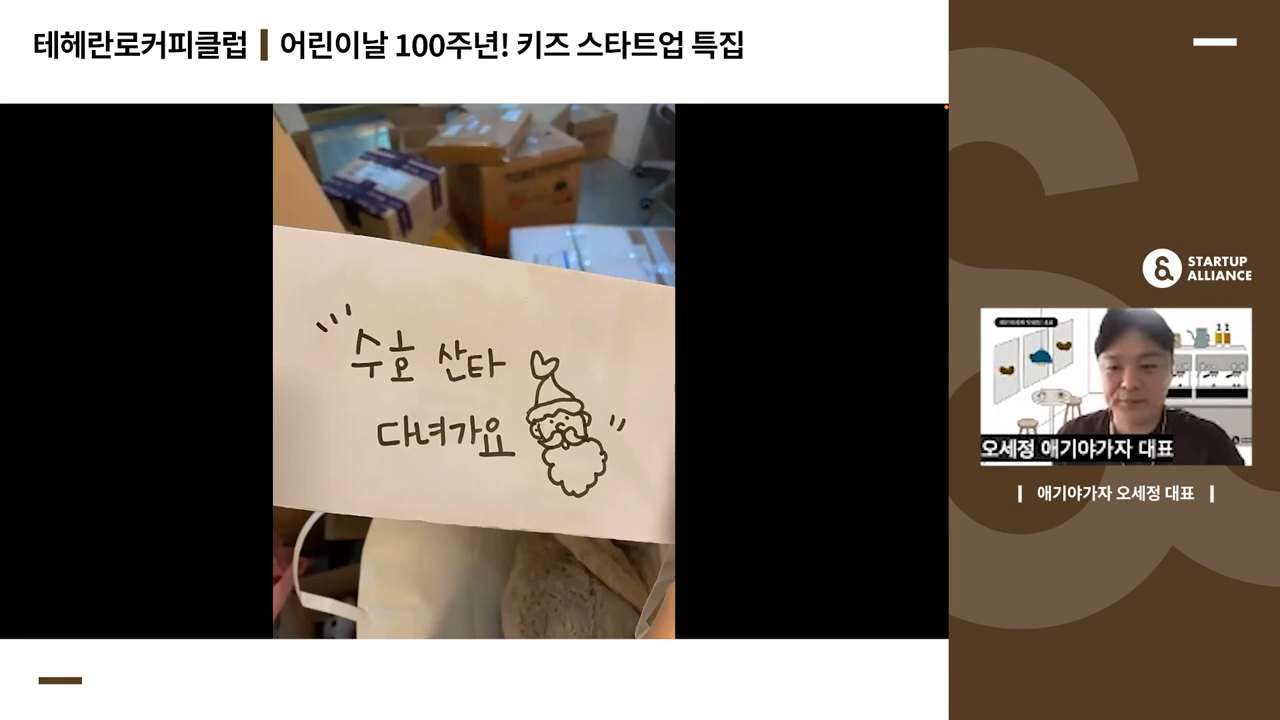 테헤란로커피클럽 | 어린이날 100주년! 키즈 스타트업 특집
수호 산타
다녀가요
STARTUP
ALLIANCE
오세정 애기야가자 대표
| 애기야가자 오세정 대표 |